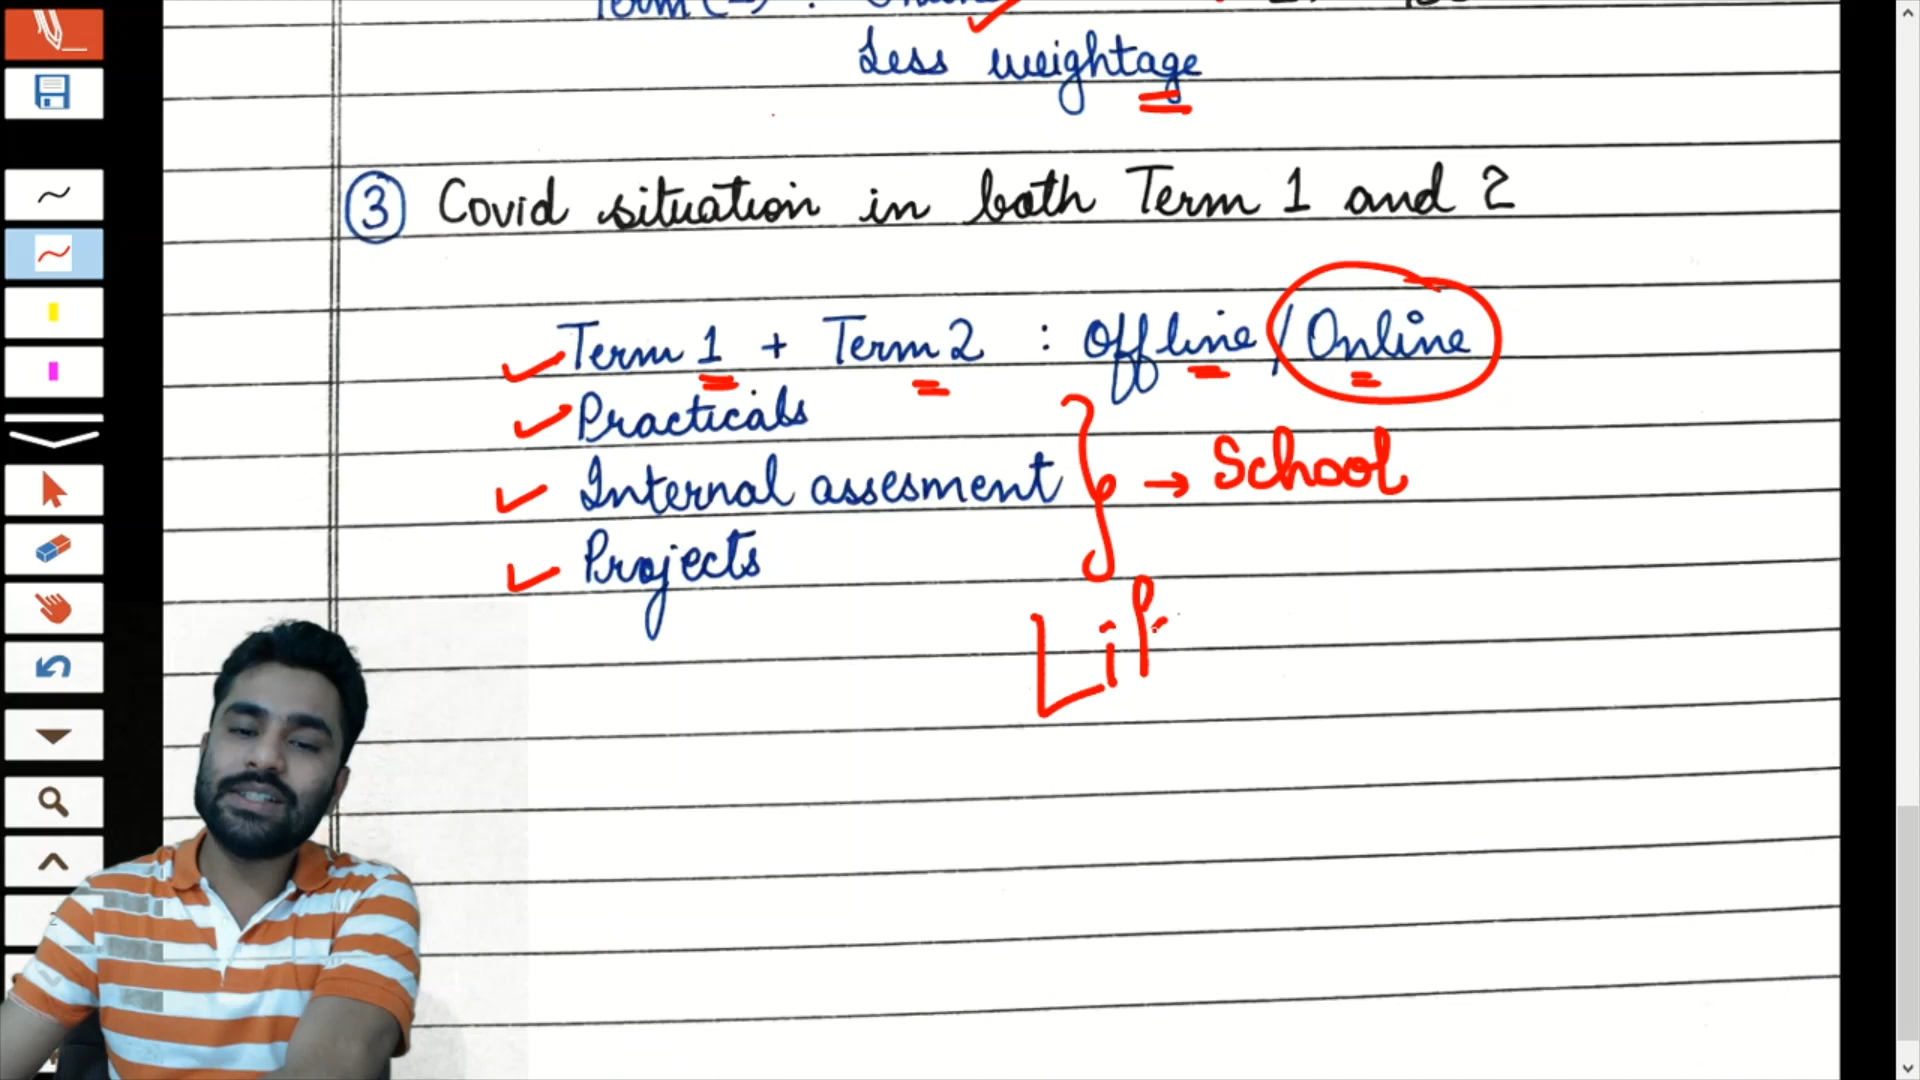 Less weightage
3 Covid situation in both Term 1 and 2
Term 1 + Term 2 : Offline / Online
Practicals
Internal assesment → School
Projects